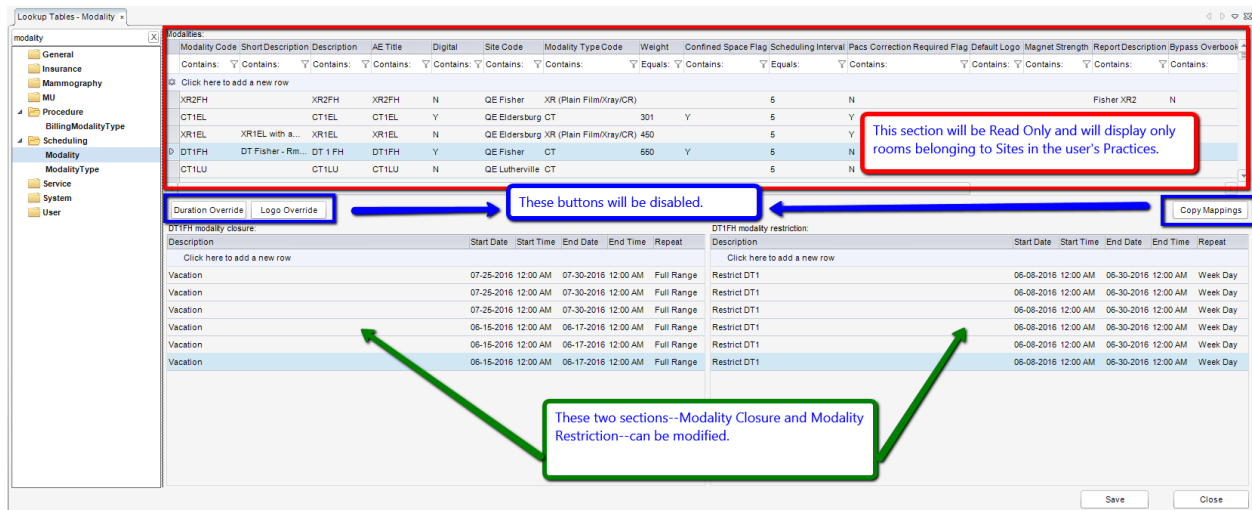 Lookup Tables - Modality ×
modality X
General
Insurance
Mammography
MU
Procedure
BillingModalityType
Scheduling
Modality
ModalityType
Service
System
User
Modalities:
Modality Code Short Description Description AE Title Digital Site Code Modality Type Code Weight Confined Space Flag Scheduling Interval Pacs Correction Required Flag Default Logo Magnet Strength Report Description Bypass Overbook
Contains: Contains: Contains: Contains: Contains: Contains: Contains: Equals: Contains: Equals: Contains: Contains: Contains: Contains: Contains:
Click here to add a new row
XR2FH XR2FH XR2FH N QE Fisher XR (Plain Film/Xray/CR) 5 N Fisher XR2 N
CT1EL CT1EL CT1EL Y QE Eldersburg CT 301 Y 5 Y
XR1EL XR1EL with a... XR1EL XR1EL N QE Eldersburg XR (Plain Film/Xray/CR) 450 5 Y
DT1FH DT Fisher - Rm... DT 1 FH DT1FH Y QE Fisher CT 550 Y 5 N
CT1LU CT1LU CT1LU N QE Lutherville CT 5 N
This section will be Read Only and will display only
rooms belonging to Sites in the user's Practices.
Duration Override Logo Override
These buttons will be disabled.
Copy Mappings
DT1FH modality closure:
Description Start Date Start Time End Date End Time Repeat
Click here to add a new row
Vacation 07-25-2016 12:00 AM 07-30-2016 12:00 AM Full Range
Vacation 07-25-2016 12:00 AM 07-30-2016 12:00 AM Full Range
Vacation 07-25-2016 12:00 AM 07-30-2016 12:00 AM Full Range
Vacation 06-15-2016 12:00 AM 06-17-2016 12:00 AM Full Range
Vacation 06-15-2016 12:00 AM 06-17-2016 12:00 AM Full Range
Vacation 06-15-2016 12:00 AM 06-17-2016 12:00 AM Full Range
DT1FH modality restriction:
Description Start Date Start Time End Date End Time Repeat
Click here to add a new row
Restrict DT1 06-08-2016 12:00 AM 06-30-2016 12:00 AM Week Day
Restrict DT1 06-08-2016 12:00 AM 06-30-2016 12:00 AM Week Day
Restrict DT1 06-08-2016 12:00 AM 06-30-2016 12:00 AM Week Day
Restrict DT1 06-08-2016 12:00 AM 06-30-2016 12:00 AM Week Day
Restrict DT1 06-08-2016 12:00 AM 06-30-2016 12:00 AM Week Day
Restrict DT1 06-08-2016 12:00 AM 06-30-2016 12:00 AM Week Day
These two sections--Modality Closure and Modality
Restriction--can be modified.
Save Close